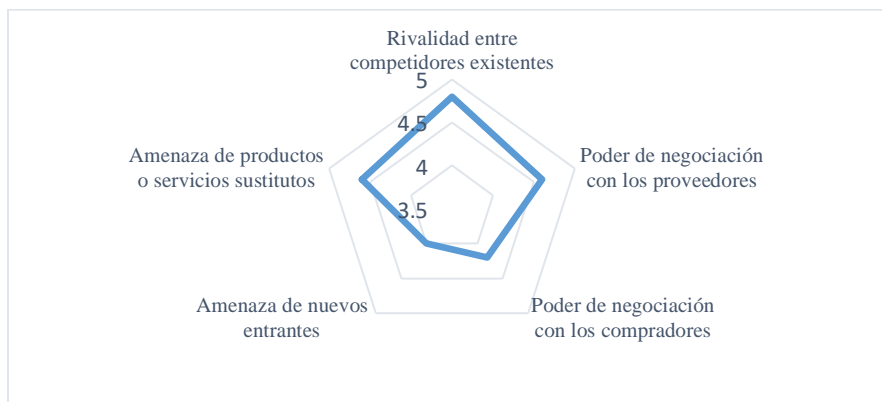 Rivalidad entre
competidores existentes
5
4.5
4
3.5
Amenaza de productos
o servicios sustitutos
Poder de negociación
con los proveedores
Amenaza de nuevos
entrantes
Poder de negociación
con los compradores